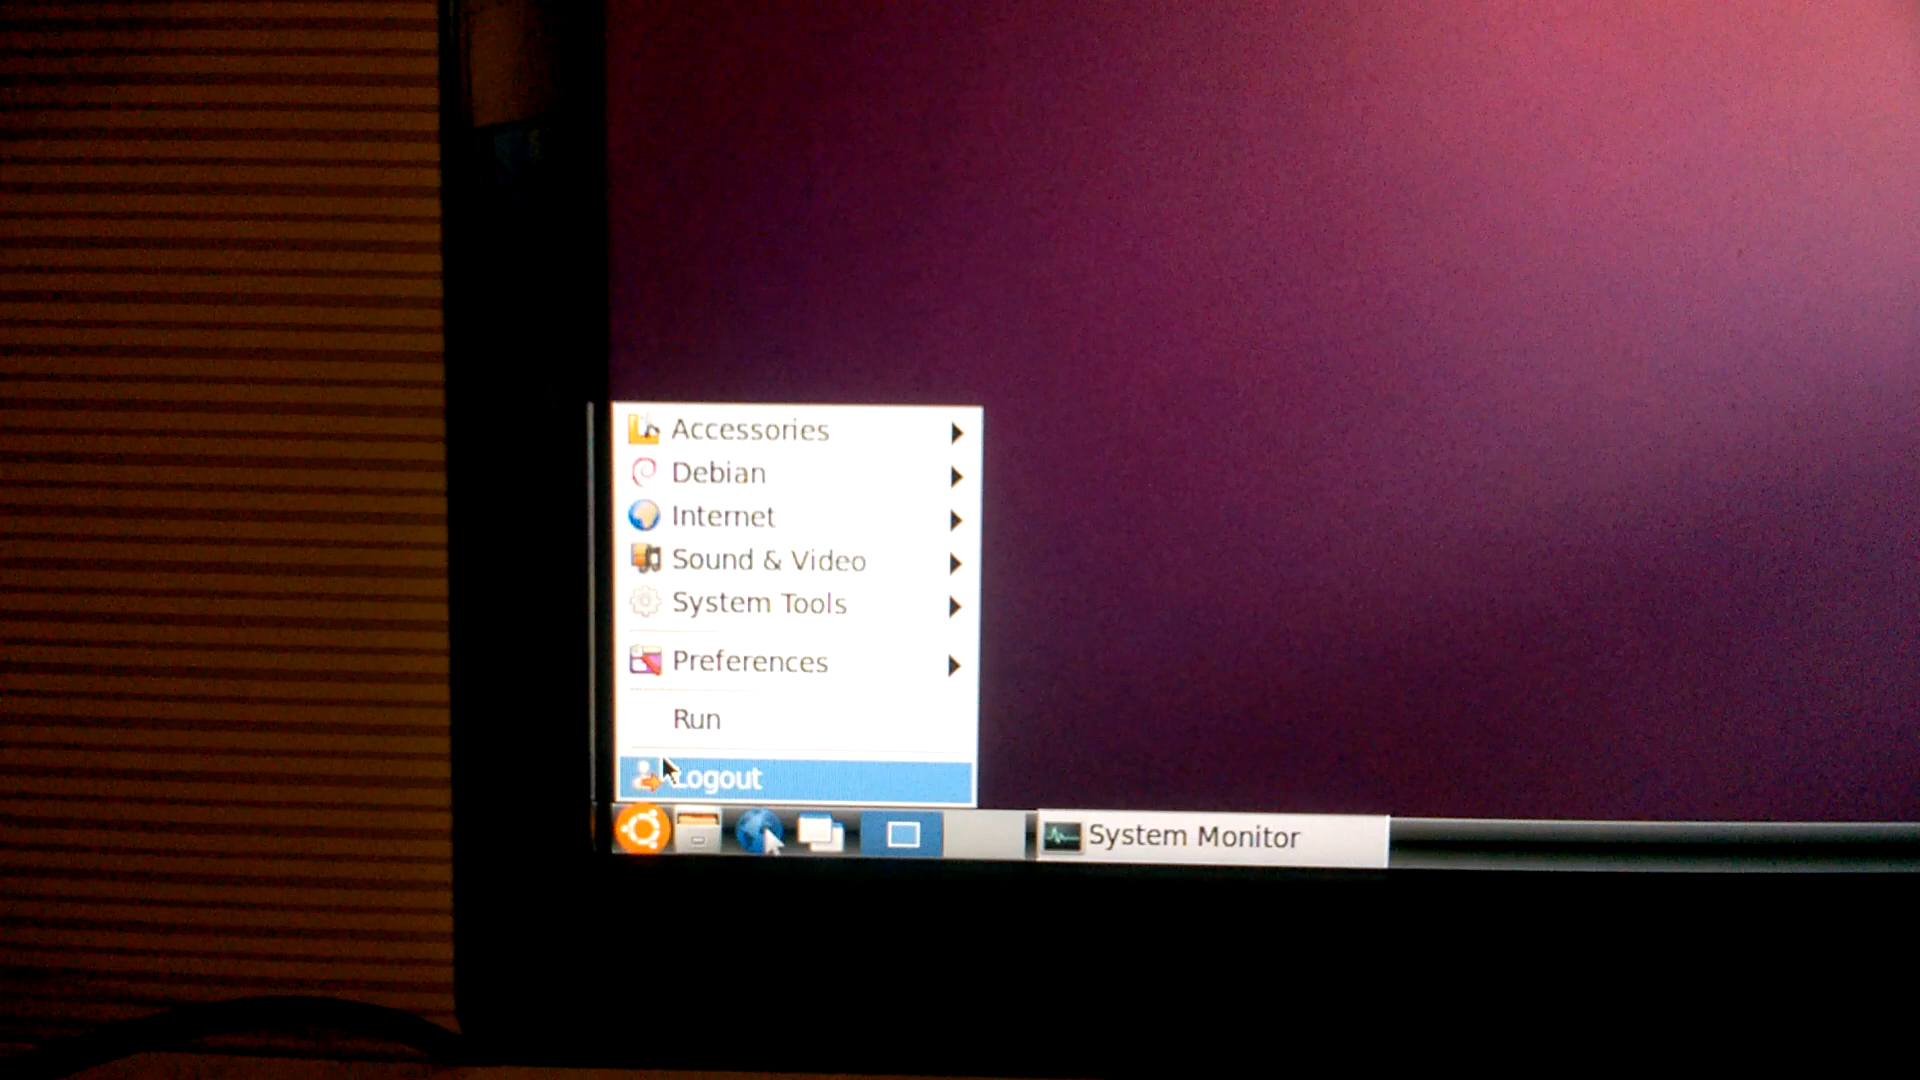 Accessories
Debian
Internet
Sound & Video
System Tools
Preferences
Run
Logout
System Monitor